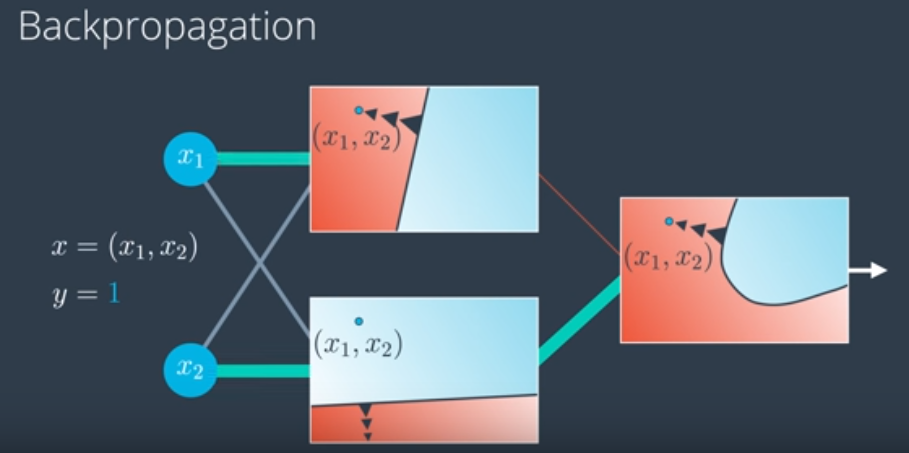 Backpropagation
x₁
x₂
x = (x₁, x₂)
y = 1
(x₁, x₂)
(x₁, x₂)
(x₁, x₂)